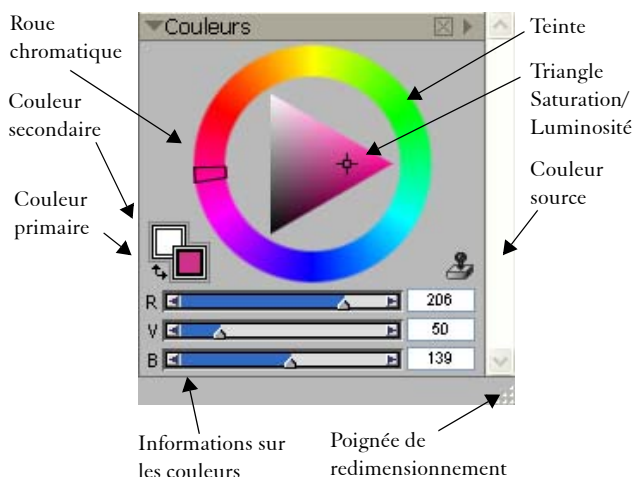 Roue
chromatique
Couleur
secondaire
Couleur
primaire
Couleurs
Teinte
Triangle
Saturation/
Luminosité
Couleur
source
R 206
V 50
B 139
Informations sur
les couleurs
Poignée de
redimensionnement